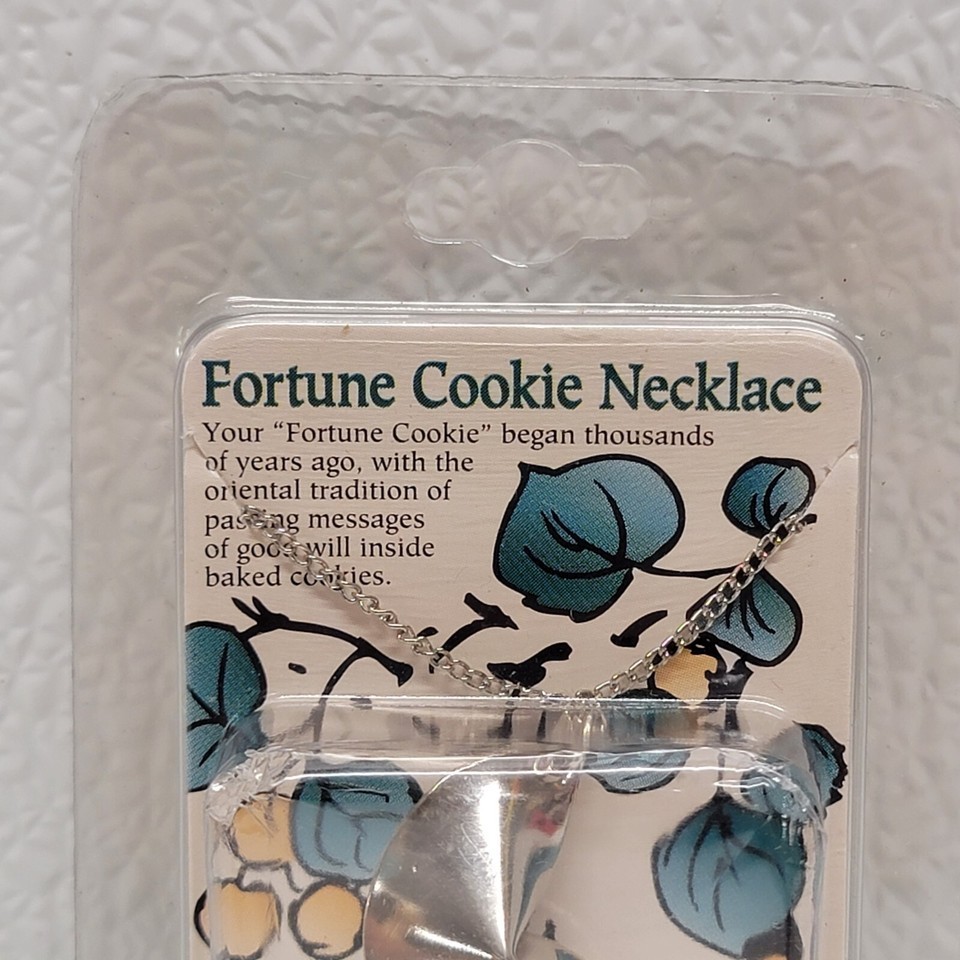 Fortune Cookie Necklace
Your “Fortune Cookie” began thousands
of years ago, with the
oriental tradition of
passing messages
of good will inside
baked cookies.